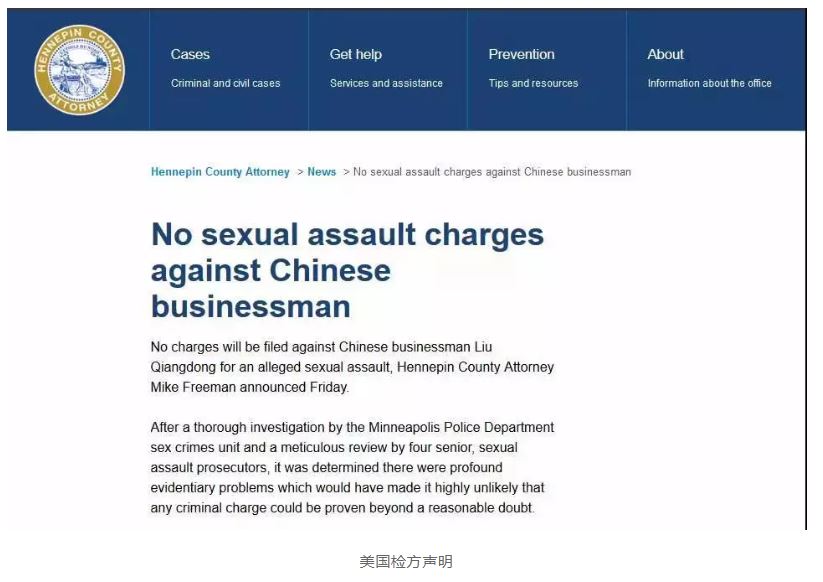 HENNEPIN COUNTY
ATTORNEY
Cases
Criminal and civil cases
Get help
Services and assistance
Prevention
Tips and resources
About
Information about the office
Hennepin County Attorney > News > No sexual assault charges against Chinese businessman
No sexual assault charges
against Chinese
businessman
No charges will be filed against Chinese businessman Liu
Qiangdong for an alleged sexual assault, Hennepin County Attorney
Mike Freeman announced Friday.
After a thorough investigation by the Minneapolis Police Department
sex crimes unit and a meticulous review by four senior, sexual
assault prosecutors, it was determined there were profound
evidentiary problems which would have made it highly unlikely that
any criminal charge could be proven beyond a reasonable doubt.
美国检方声明